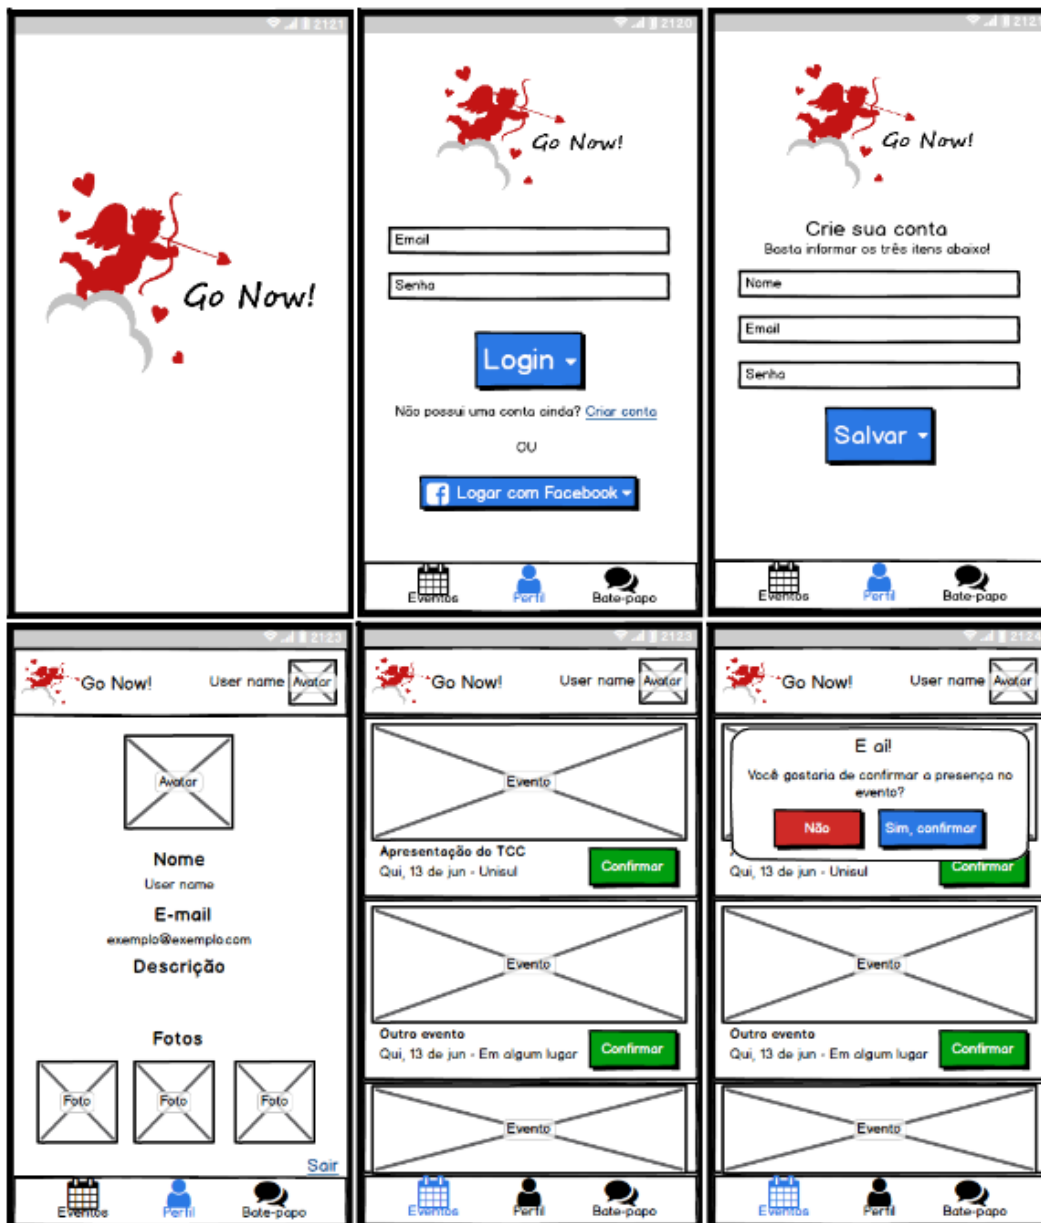 2121
Go Now!
2120
Go Now!
Email
Senha
Login
Não possui uma conta ainda? Criar conta
OU
Logar com Facebook
Eventos Perfil Bate-papo
212
Go Now!
Crie sua conta
Basta informar os três itens abaixo!
Nome
Email
Senha
Salvar
Eventos Perfil Bate-papo
2123
Go Now! User name Avatar
Avatar
Nome
User name
E-mail
exemplo@exemplo.com
Descrição
Fotos
Foto Foto Foto
Sair
Eventos Perfil Bate-papo
2123
Go Now! User name Avatar
Evento
Apresentação do TCC
Qui, 13 de jun - Unisul
Confirmar
Evento
Outro evento
Qui, 13 de jun - Em algum lugar
Confirmar
Evento
Eventos Perfil Bate-papo
2124
Go Now! User name Avatar
E aí!
Você gostaria de confirmar a presença no
evento?
Não Sim, confirmar
Qui, 13 de jun - Unisul
Confirmar
Evento
Outro evento
Qui, 13 de jun - Em algum lugar
Confirmar
Evento
Eventos Perfil Bate-papo